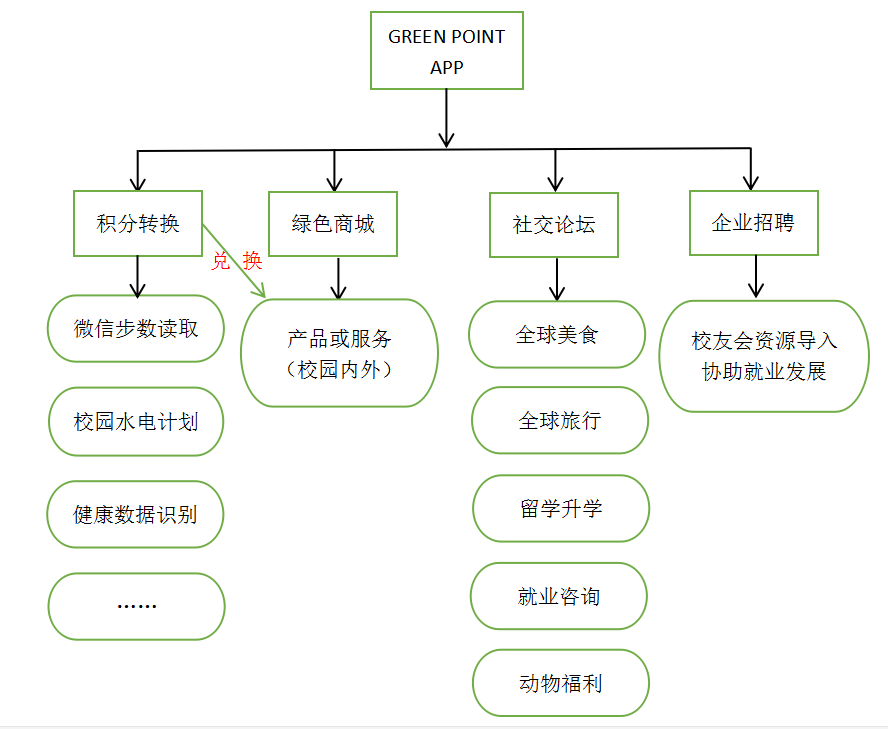 GREEN POINT
APP
积分转换
绿色商城
社交论坛
企业招聘
兑 换
微信步数读取
校园水电计划
健康数据识别
……
产品或服务
（校园内外）
全球美食
全球旅行
留学升学
就业咨询
动物福利
校友会资源导入
协助就业发展